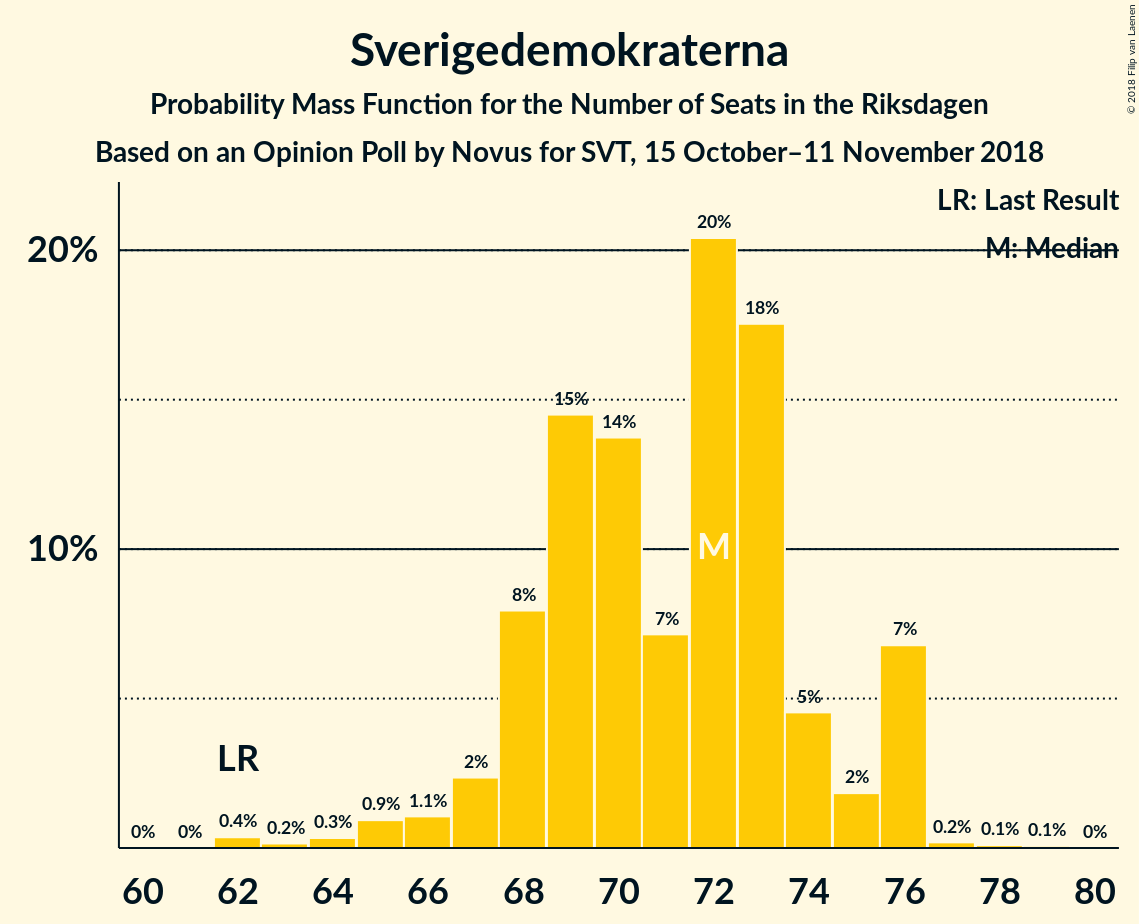 Sverigedemokraterna
Probability Mass Function for the Number of Seats in the Riksdagen
Based on an Opinion Poll by Novus for SVT, 15 October–11 November 2018
© 2018 Filip van Laenen
LR: Last Result
M: Median
20%
10%
LR
M
0%
0%
0.4%
0.2%
0.3%
0.9%
1.1%
2%
8%
15%
14%
7%
20%
18%
5%
2%
7%
0.2%
0.1%
0.1%
0%
60 62 64 66 68 70 72 74 76 78 80